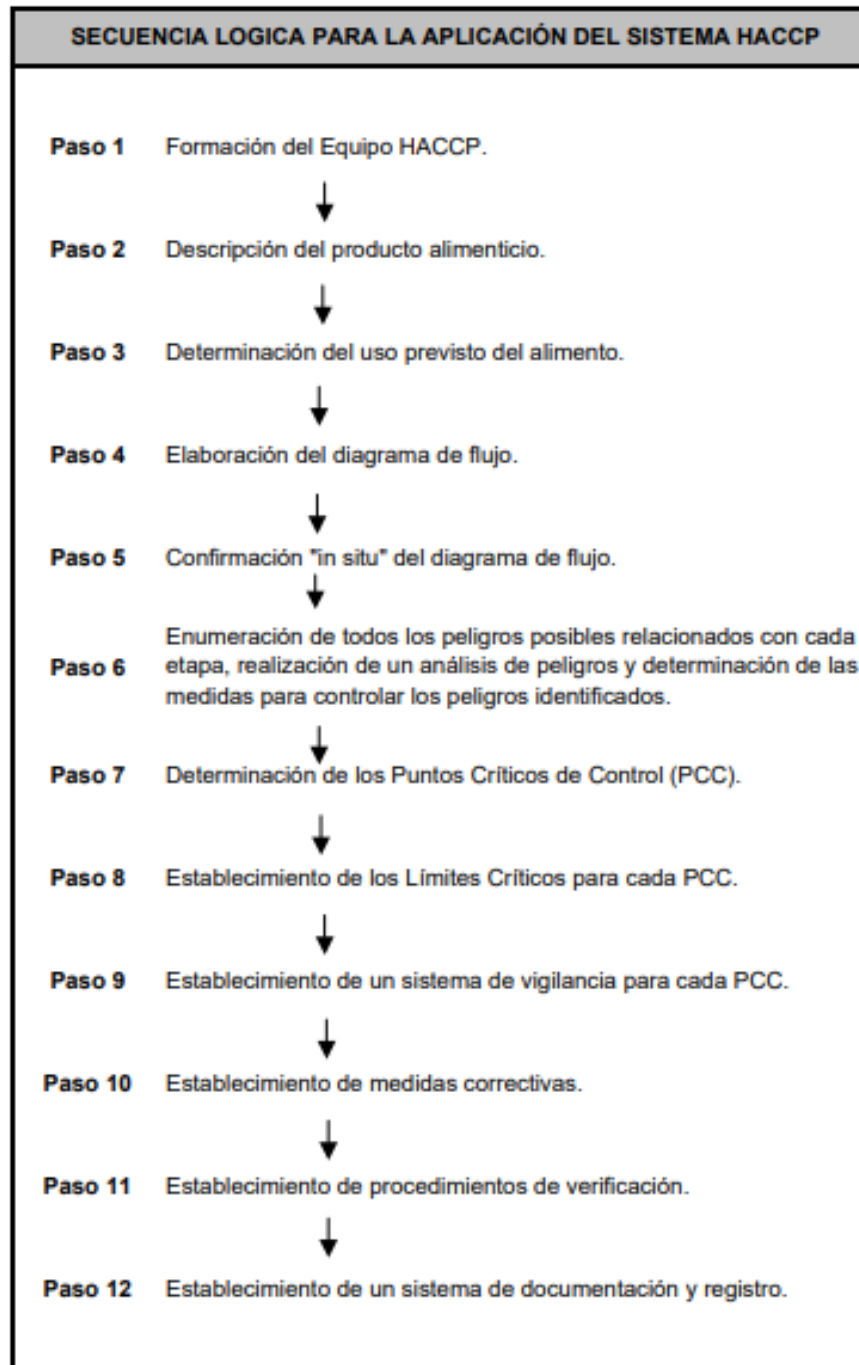 SECUENCIA LOGICA PARA LA APLICACIÓN DEL SISTEMA HACCP
Paso 1 Formación del Equipo HACCP.
Paso 2 Descripción del producto alimenticio.
Paso 3 Determinación del uso previsto del alimento.
Paso 4 Elaboración del diagrama de flujo.
Paso 5 Confirmación "in situ" del diagrama de flujo.
Enumeración de todos los peligros posibles relacionados con cada
Paso 6 etapa, realización de un análisis de peligros y determinación de las
medidas para controlar los peligros identificados.
Paso 7 Determinación de los Puntos Críticos de Control (PCC).
Paso 8 Establecimiento de los Límites Críticos para cada PCC.
Paso 9 Establecimiento de un sistema de vigilancia para cada PCC.
Paso 10 Establecimiento de medidas correctivas.
Paso 11 Establecimiento de procedimientos de verificación.
Paso 12 Establecimiento de un sistema de documentación y registro.